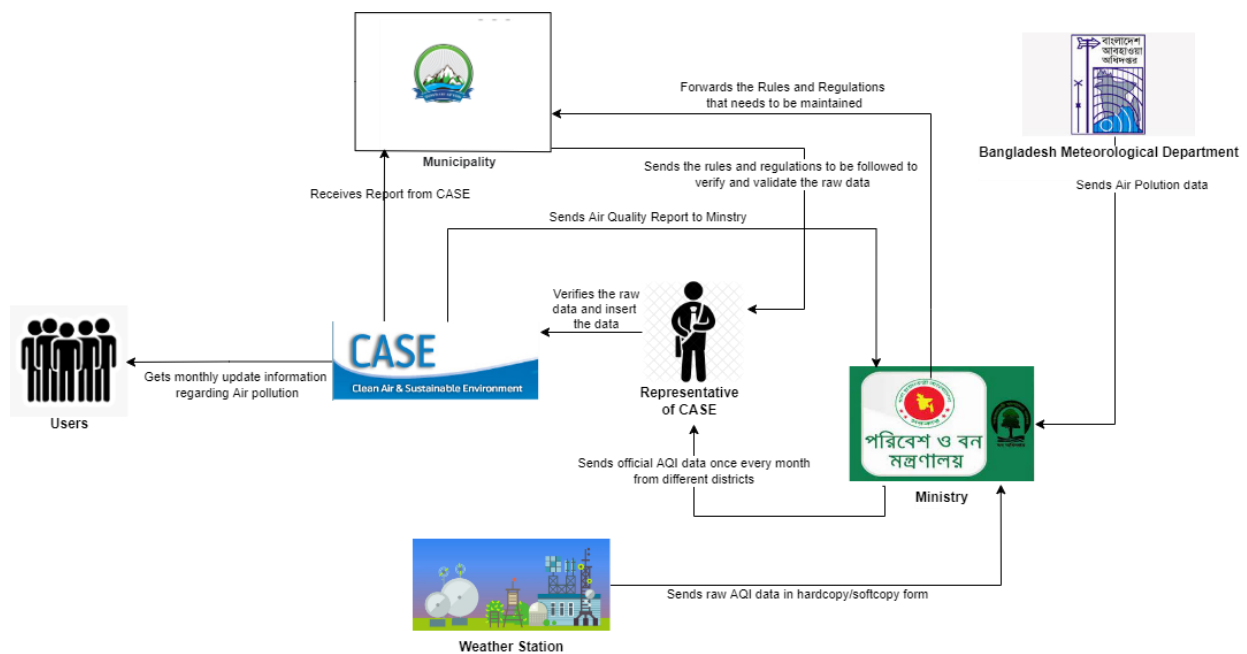 বাংলাদেশ
আবহাওয়া
অধিদপ্তর
Bangladesh Meteorological Department
Sends Air Polution data
Municipality
Forwards the Rules and Regulations
that needs to be maintained
Receives Report from CASE
Sends the rules and regulations to be followed to
verify and validate the raw data
Sends Air Quality Report to Minstry
Verifies the raw
data and insert
the data
CASE
Clean Air & Sustainable Environment
Representative
of CASE
Gets monthly update information
regarding Air pollution
Users
পরিবেশ ও বন
মন্ত্রণালয়
Ministry
Sends official AQI data once every month
from different districts
Sends raw AQI data in hardcopy/softcopy form
Weather Station